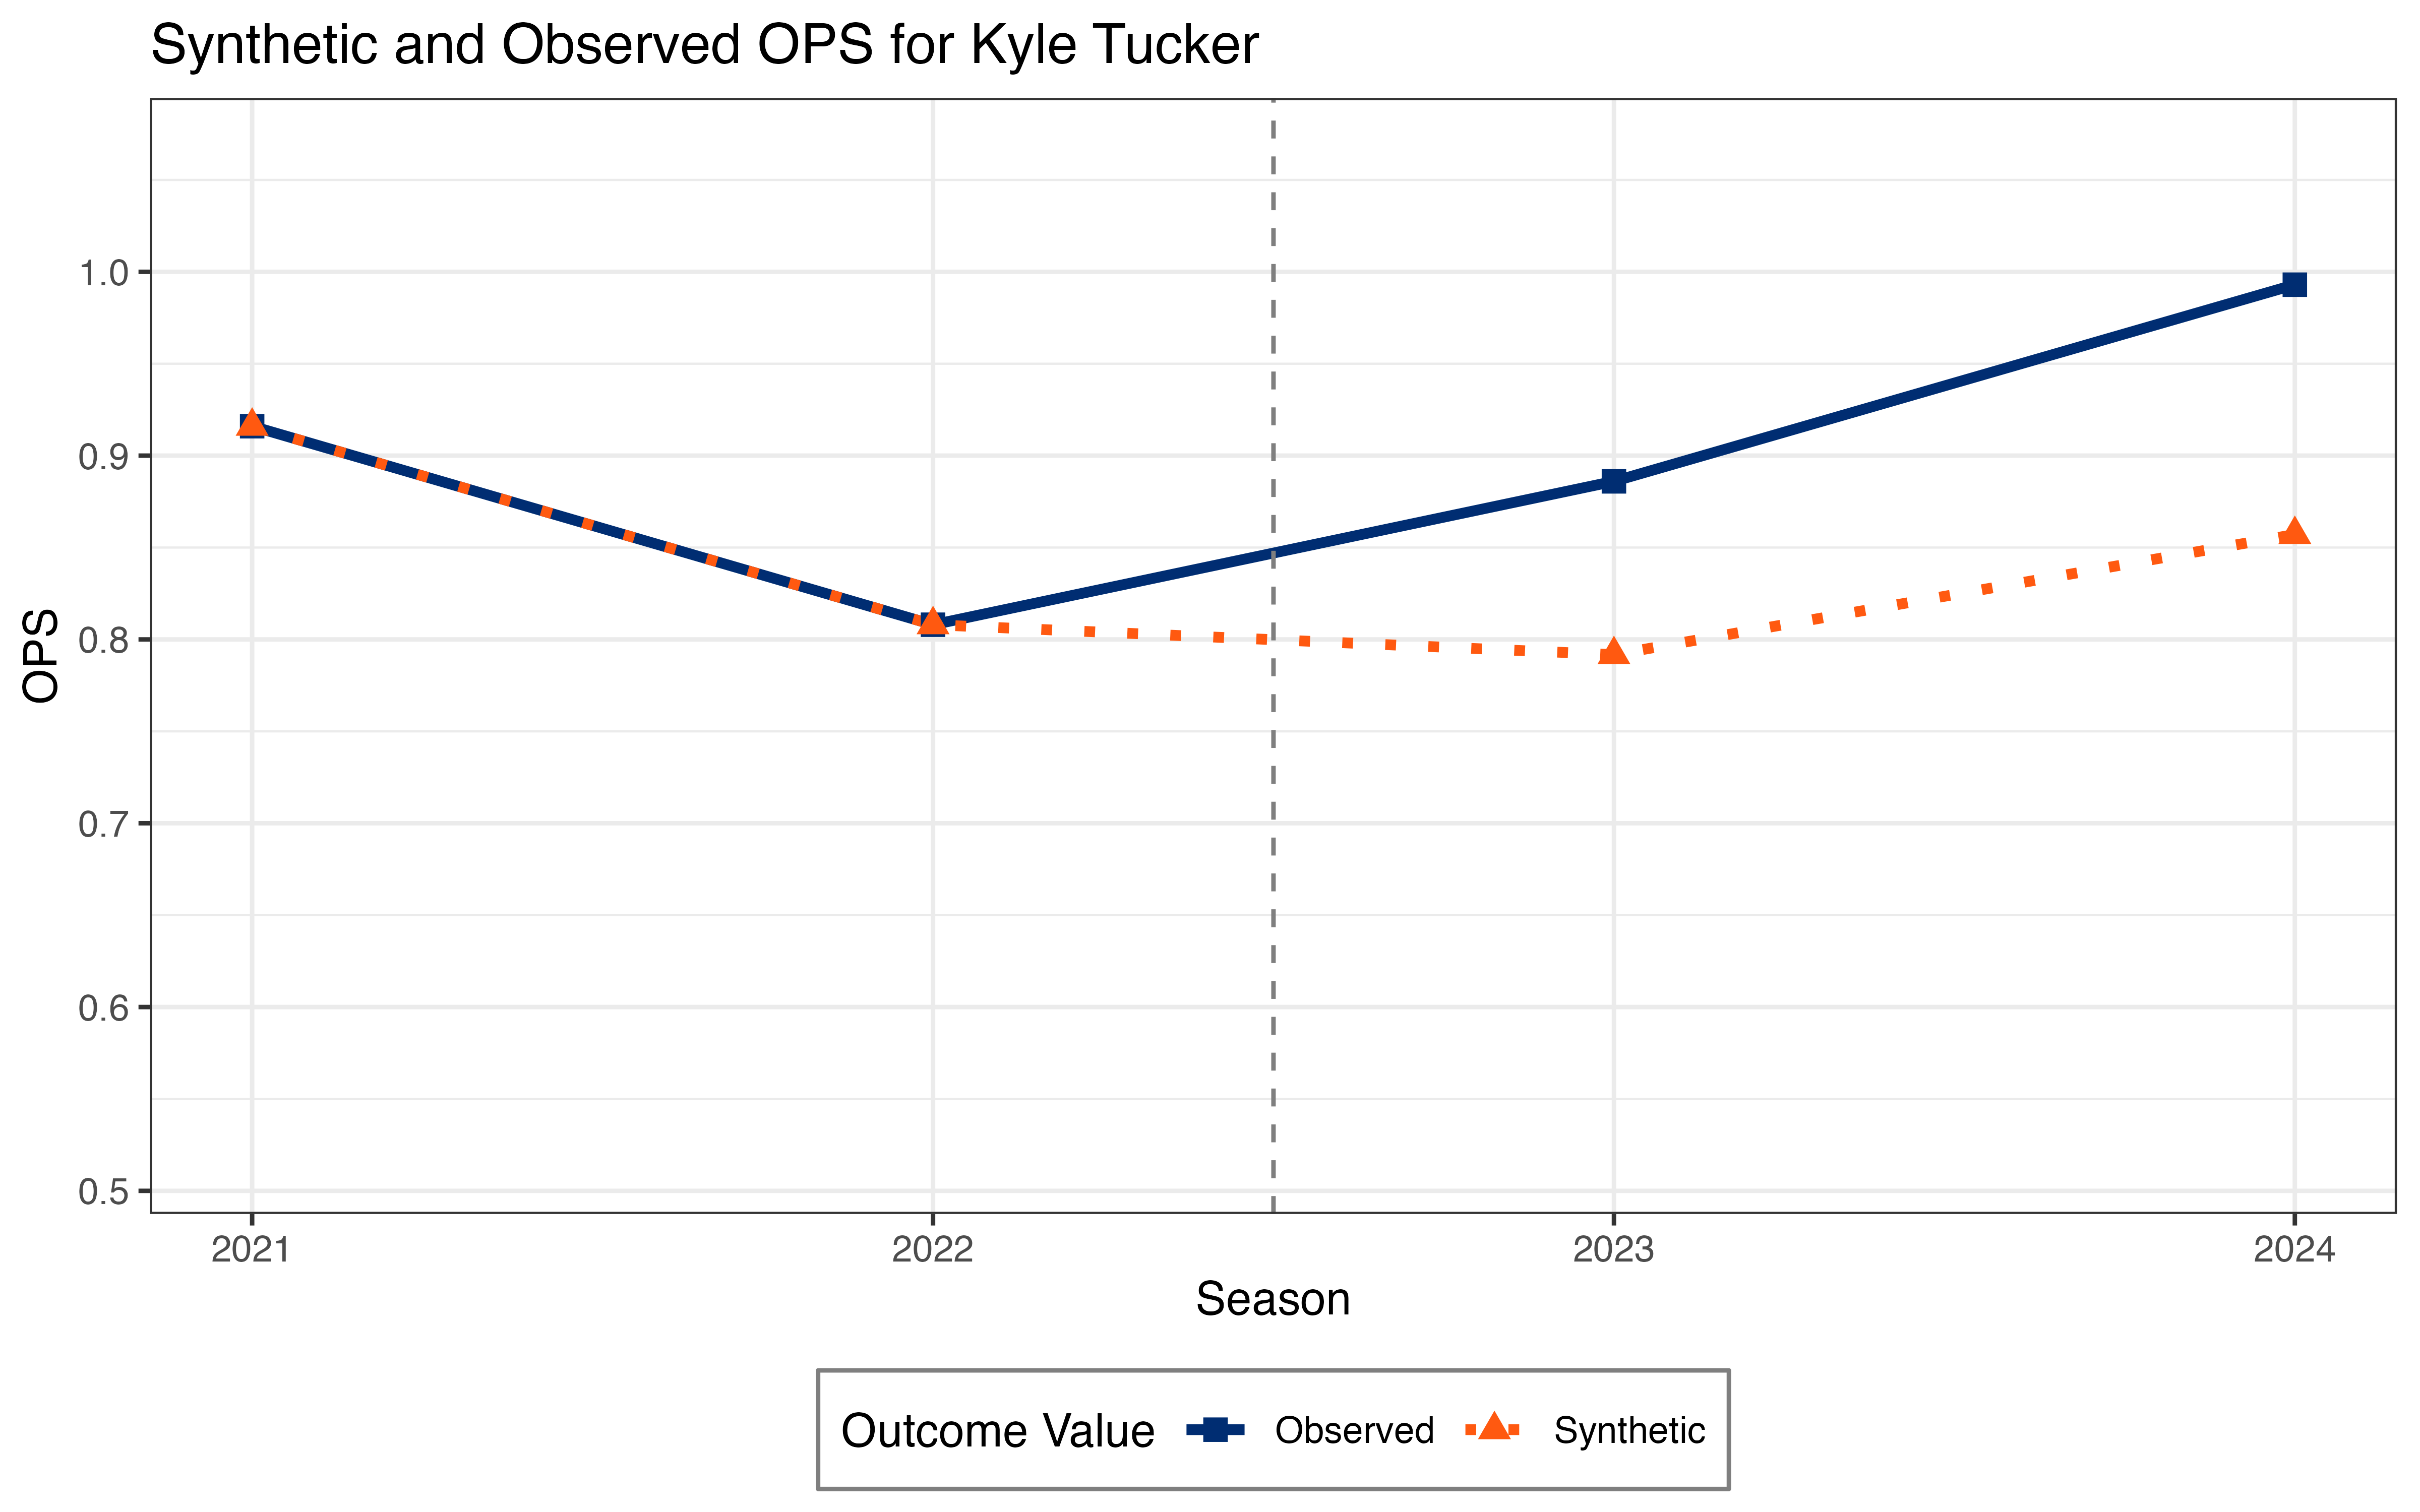 Synthetic and Observed OPS for Kyle Tucker
OPS
1.0
0.9
0.8
0.7
0.6
0.5
2021 2022 2023 2024
Season
Outcome Value Observed Synthetic